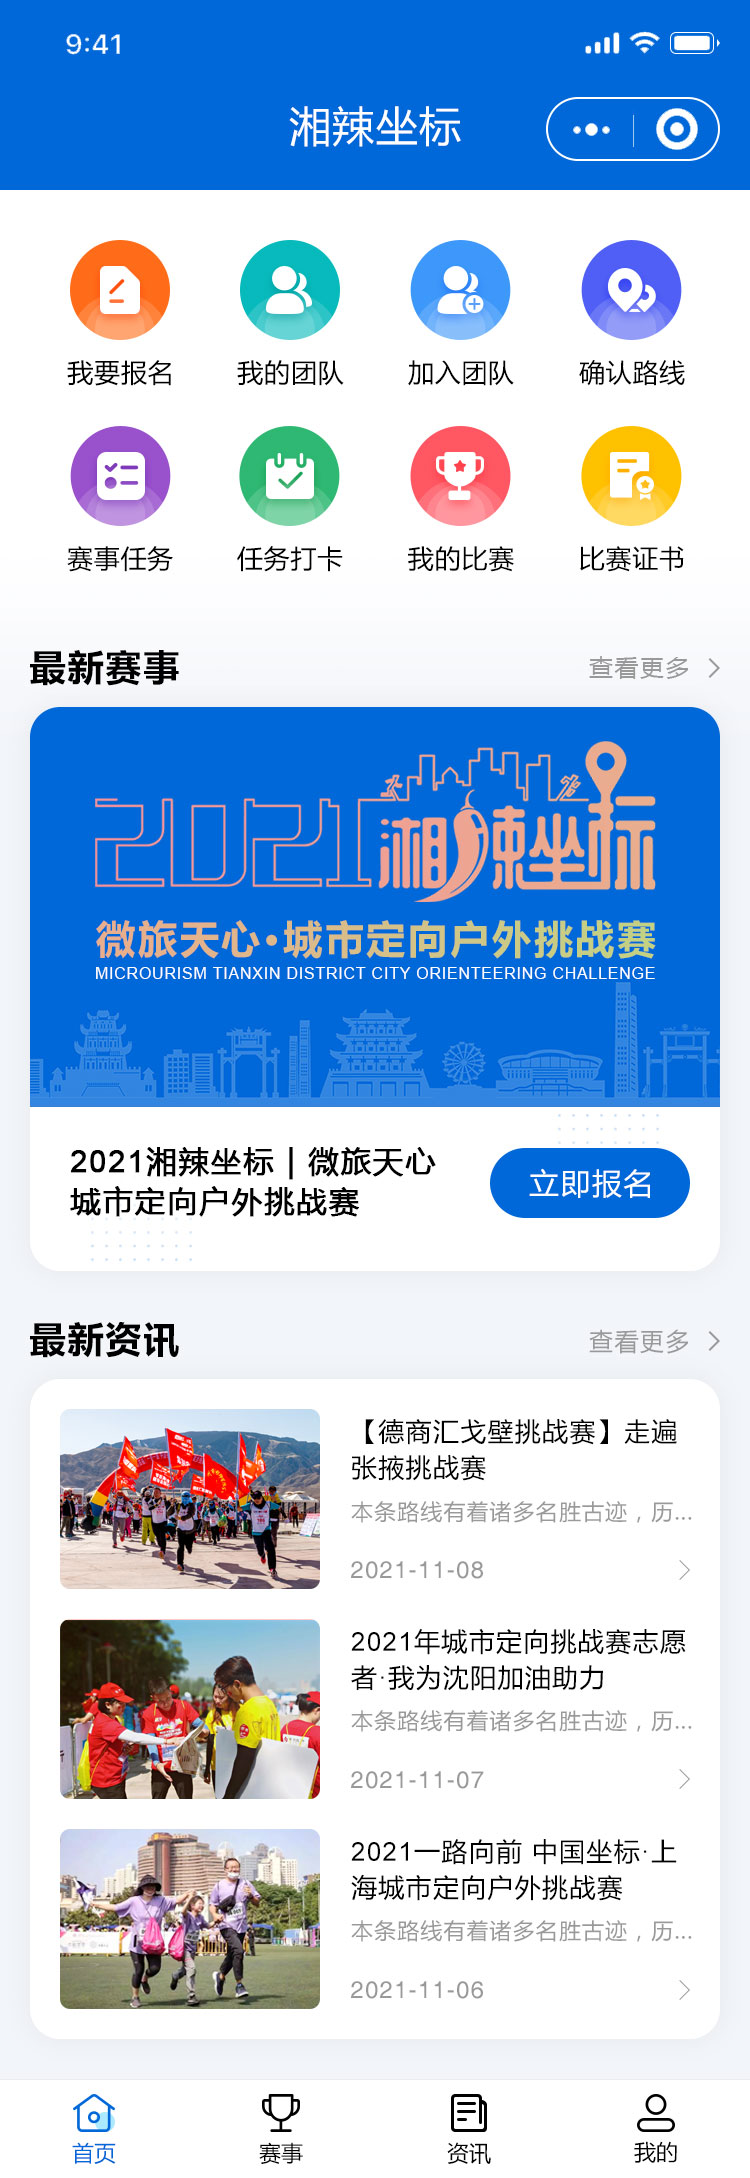 9:41
湘辣坐标
我要报名
我的团队
加入团队
确认路线
赛事任务
任务打卡
我的比赛
比赛证书
最新赛事
查看更多
2021湘辣坐标
微旅天心·城市定向户外挑战赛
MICROURISM TIANXIN DISTRICT CITY ORIENTEERING CHALLENGE
2021湘辣坐标｜微旅天心
城市定向户外挑战赛
立即报名
最新资讯
查看更多
【德商汇戈壁挑战赛】走遍
张掖挑战赛
本条路线有着诸多名胜古迹，历...
2021-11-08
2021年城市定向挑战赛志愿
者·我为沈阳加油助力
本条路线有着诸多名胜古迹，历...
2021-11-07
2021一路向前 中国坐标·上
海城市定向户外挑战赛
本条路线有着诸多名胜古迹，历...
2021-11-06
首页
赛事
资讯
我的